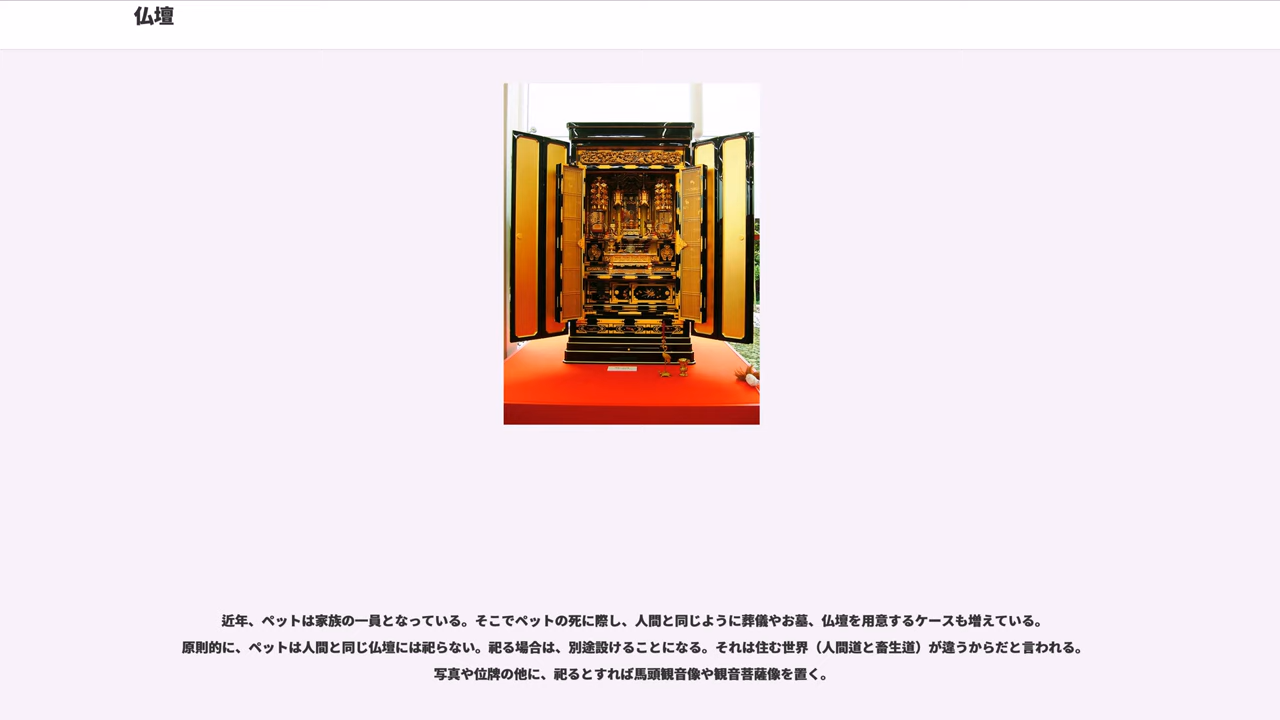 仏壇
近年、ペットは家族の一員となっている。そこでペットの死に際し、人間と同じように葬儀やお墓、仏壇を用意するケースも増えている。
原則的に、ペットは人間と同じ仏壇には祀らない。祀る場合は、別途設けることになる。それは住む世界（人間道と畜生道）が違うからだと言われる。
写真や位牌の他に、祀るとすれば馬頭観音像や観音菩薩像を置く。